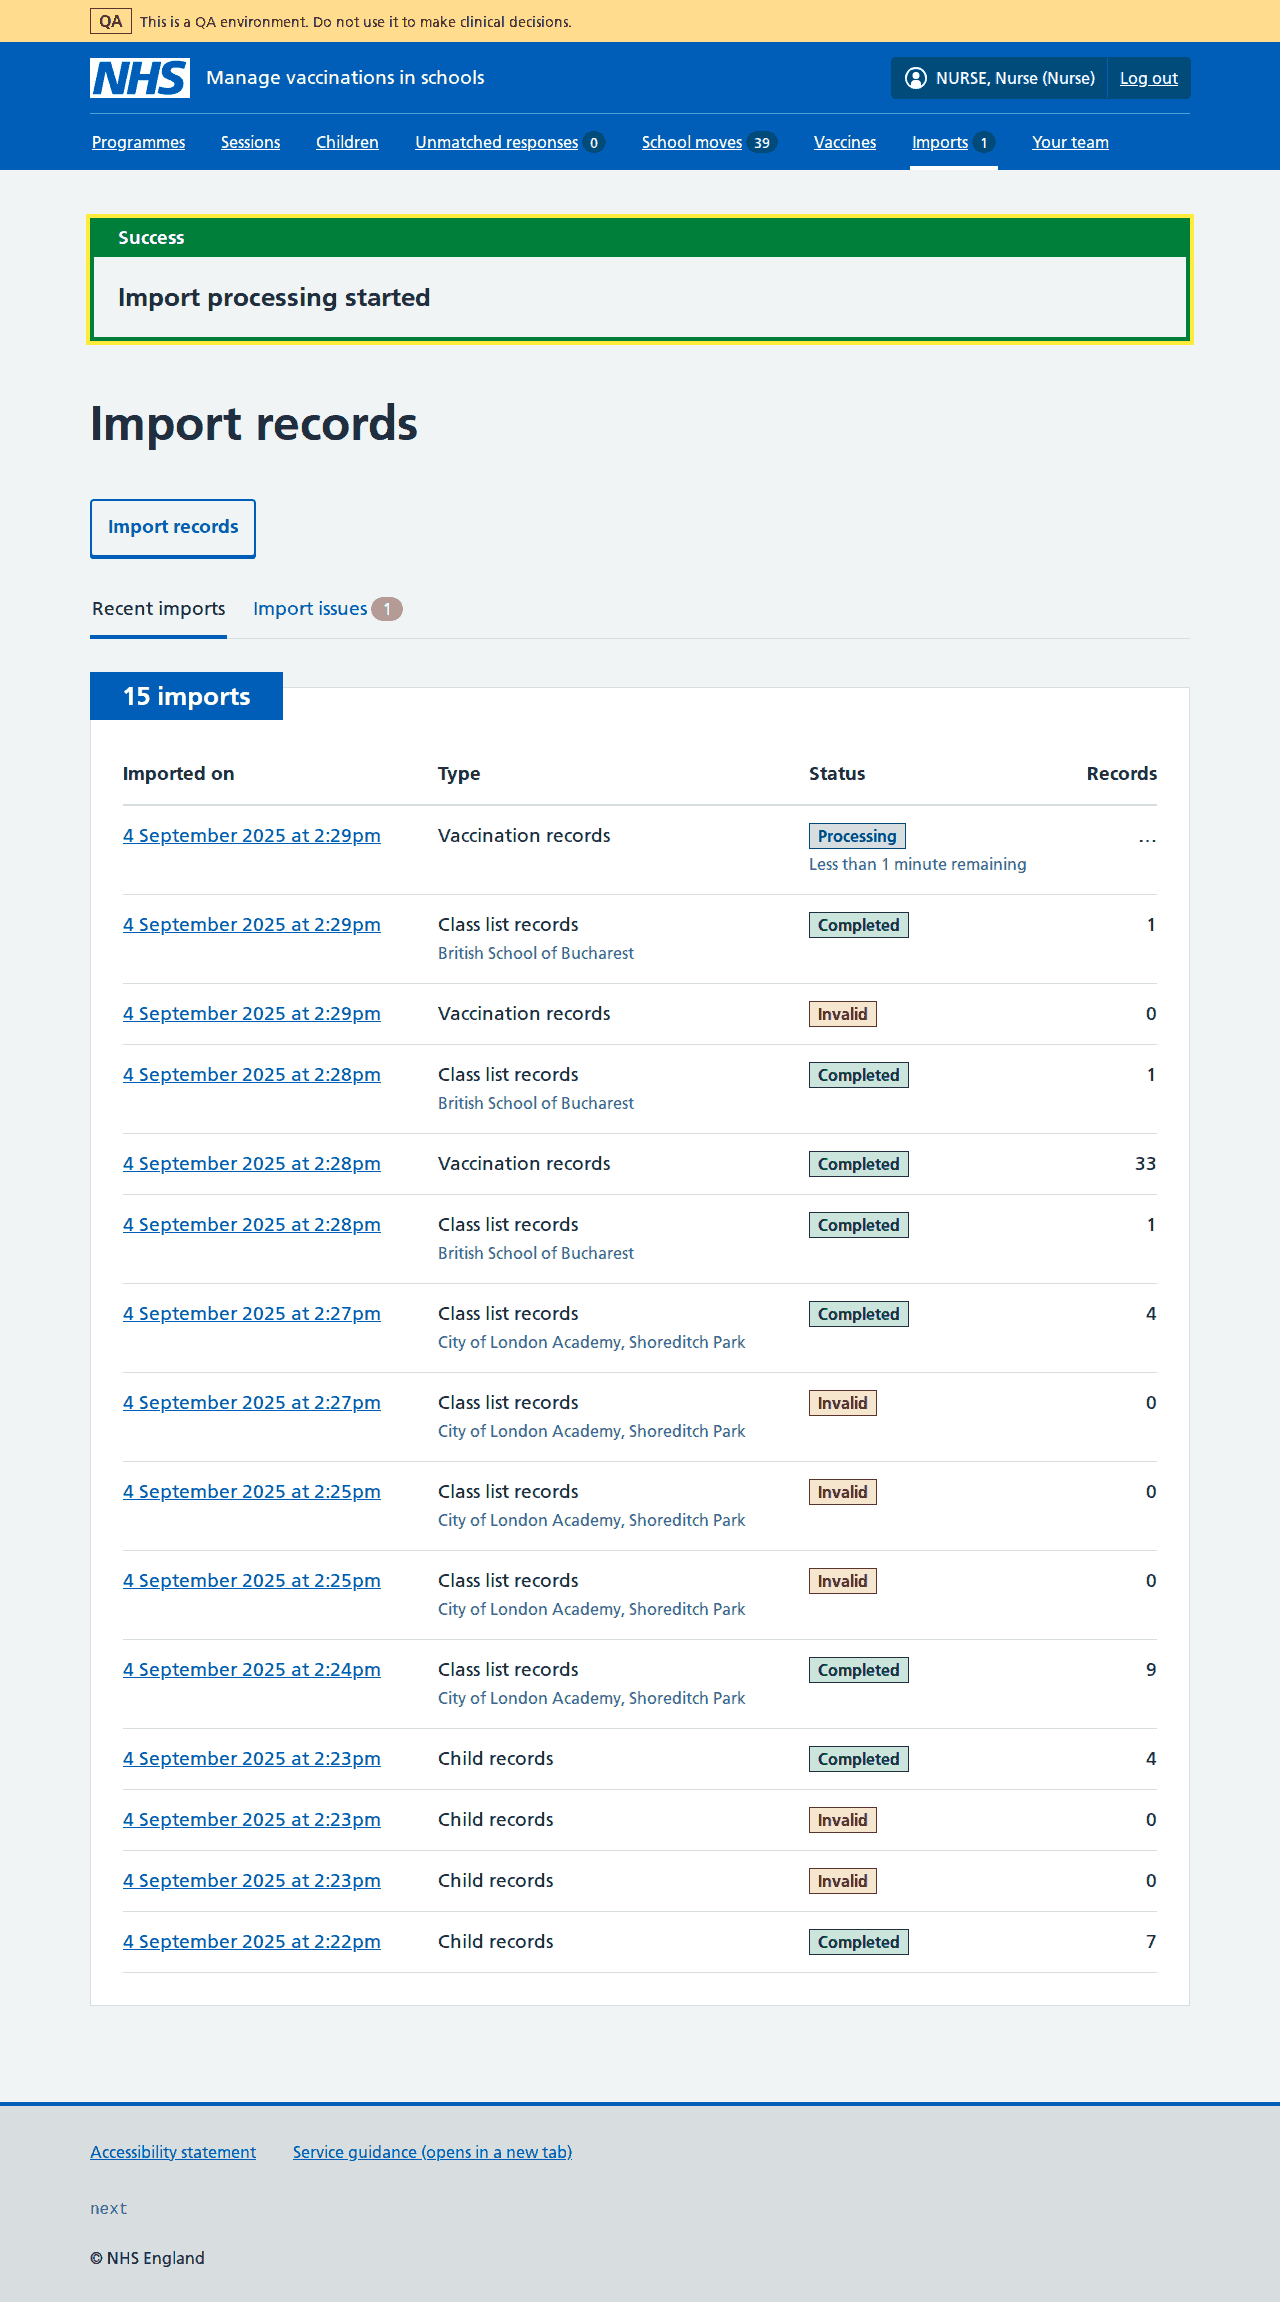 QA This is a QA environment. Do not use it to make clinical decisions.
NHS Manage vaccinations in schools NURSE, Nurse (Nurse) Log out
Programmes Sessions Children Unmatched responses 0 School moves 39 Vaccines Imports 1 Your team
Success
Import processing started
Import records
Import records
Recent imports Import issues 1
15 imports
Imported on Type Status Records
4 September 2025 at 2:29pm Vaccination records Processing ...
Less than 1 minute remaining
4 September 2025 at 2:29pm Class list records Completed 1
British School of Bucharest
4 September 2025 at 2:29pm Vaccination records Invalid 0
4 September 2025 at 2:28pm Class list records Completed 1
British School of Bucharest
4 September 2025 at 2:28pm Vaccination records Completed 33
4 September 2025 at 2:28pm Class list records Completed 1
British School of Bucharest
4 September 2025 at 2:27pm Class list records Completed 4
City of London Academy, Shoreditch Park
4 September 2025 at 2:27pm Class list records Invalid 0
City of London Academy, Shoreditch Park
4 September 2025 at 2:25pm Class list records Invalid 0
City of London Academy, Shoreditch Park
4 September 2025 at 2:25pm Class list records Invalid 0
City of London Academy, Shoreditch Park
4 September 2025 at 2:24pm Class list records Completed 9
City of London Academy, Shoreditch Park
4 September 2025 at 2:23pm Child records Completed 4
4 September 2025 at 2:23pm Child records Invalid 0
4 September 2025 at 2:23pm Child records Invalid 0
4 September 2025 at 2:22pm Child records Completed 7
Accessibility statement Service guidance (opens in a new tab)
next
© NHS England